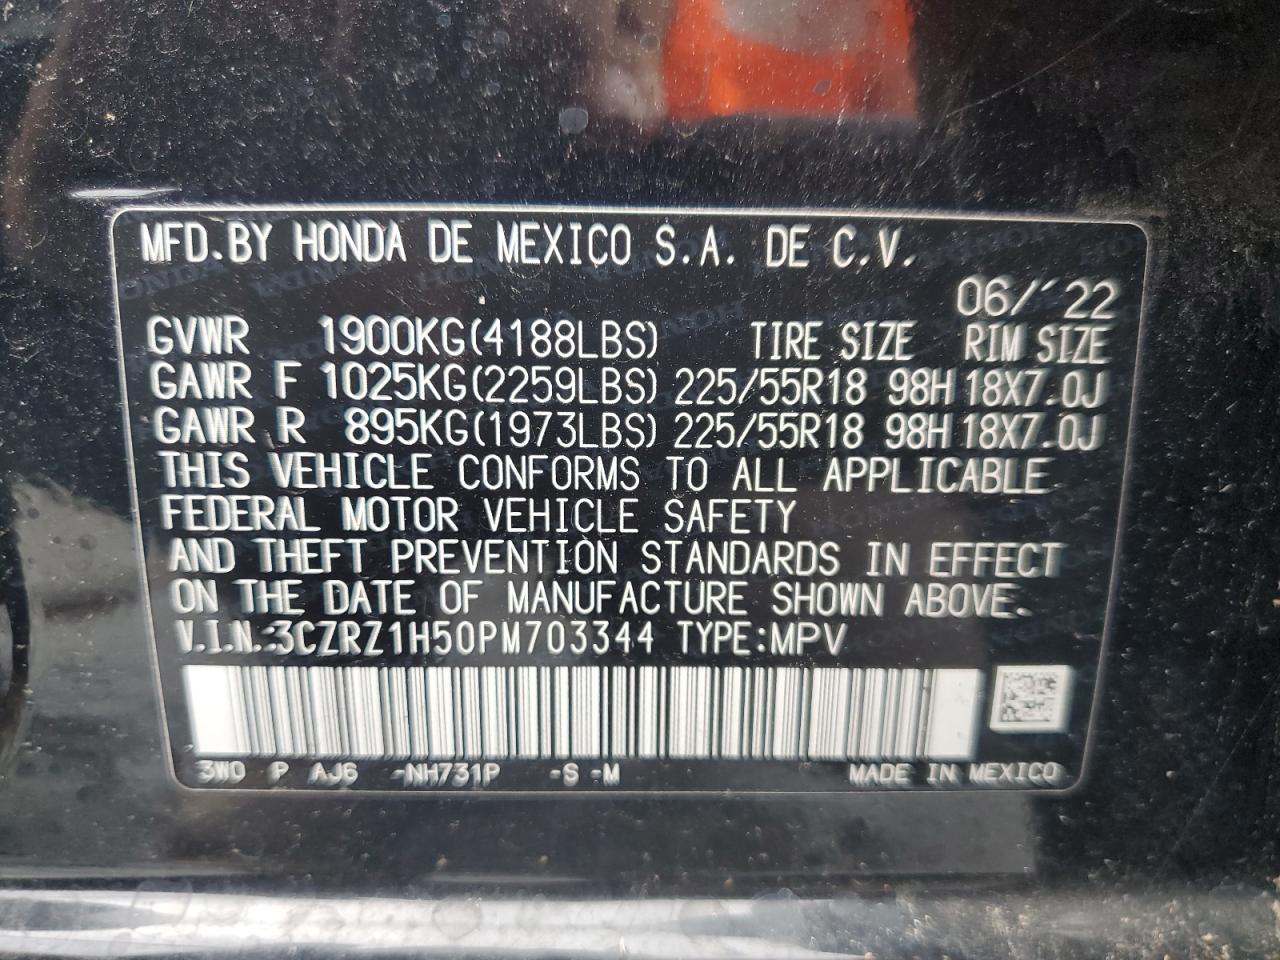 MFD.BY HONDA DE MEXICO S.A. DE C.V.
06/'22
GVWR 1900KG(4188LBS) TIRE SIZE RIM SIZE
GAWR F 1025KG(2259LBS) 225/55R18 98H 18X7.0J
GAWR R 895KG(1973LBS) 225/55R18 98H 18X7.0J
THIS VEHICLE CONFORMS TO ALL APPLICABLE
FEDERAL MOTOR VEHICLE SAFETY
AND THEFT PREVENTION STANDARDS IN EFFECT
ON THE DATE OF MANUFACTURE SHOWN ABOVE.
V.I.N.:3CZRZ1H50PM703344 TYPE:MPV
3W0 P AJ6 -NH731P -S -M MADE IN MEXICO